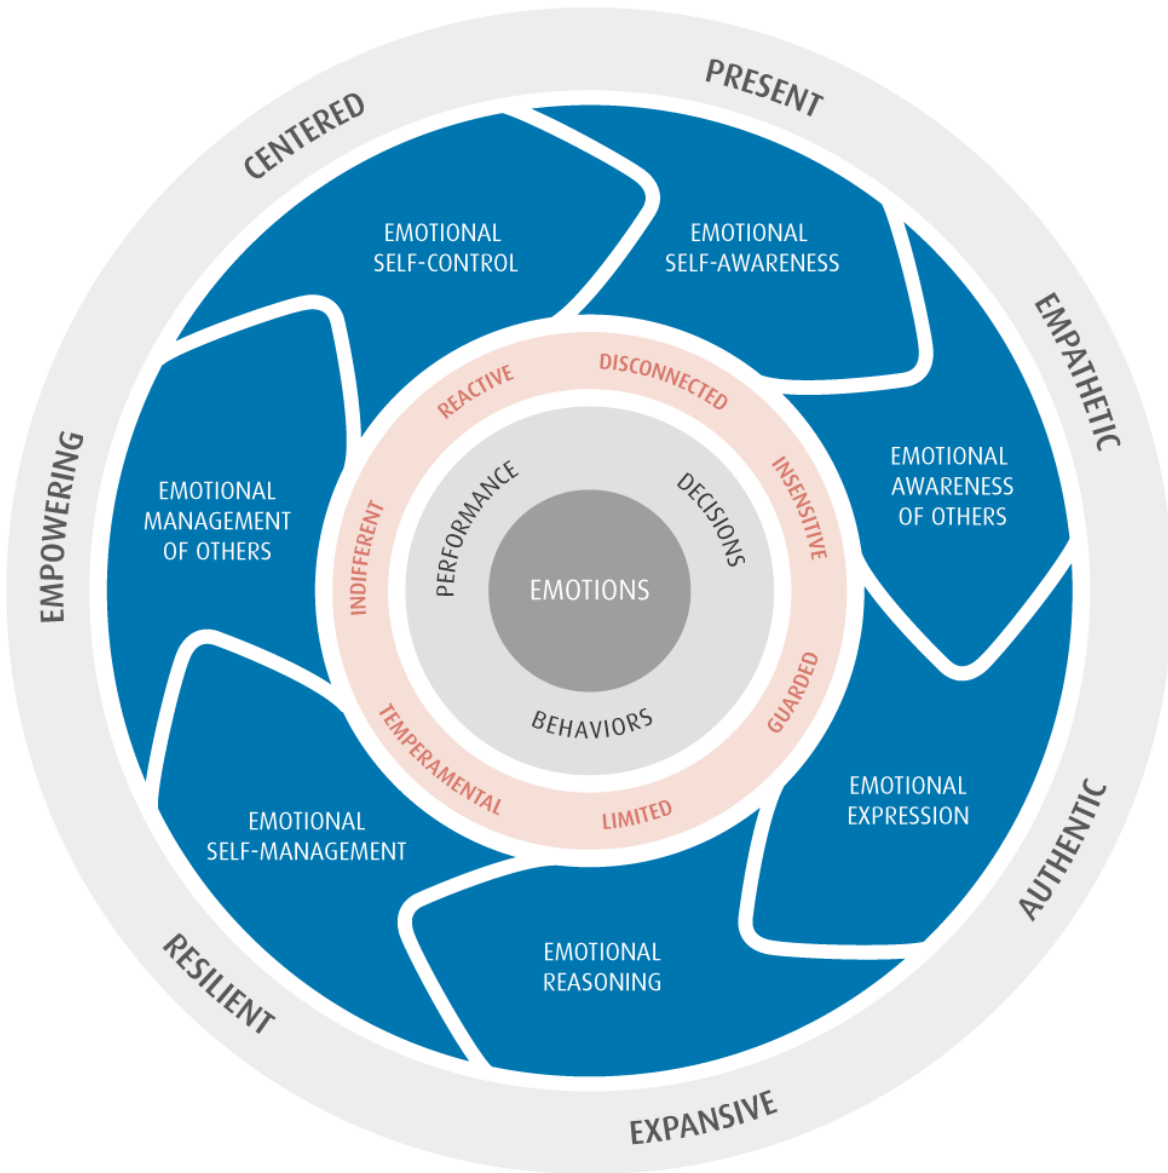 PRESENT
EMPATHETIC
AUTHENTIC
EXPANSIVE
RESILIENT
EMPOWERING
CENTERED
EMOTIONAL
SELF-AWARENESS
EMOTIONAL
AWARENESS
OF OTHERS
EMOTIONAL
EXPRESSION
EMOTIONAL
REASONING
EMOTIONAL
SELF-MANAGEMENT
EMOTIONAL
MANAGEMENT
OF OTHERS
EMOTIONAL
SELF-CONTROL
DISCONNECTED
INSENSITIVE
GUARDED
LIMITED
TEMPERAMENTAL
INDIFFERENT
REACTIVE
DECISIONS
BEHAVIORS
PERFORMANCE
EMOTIONS